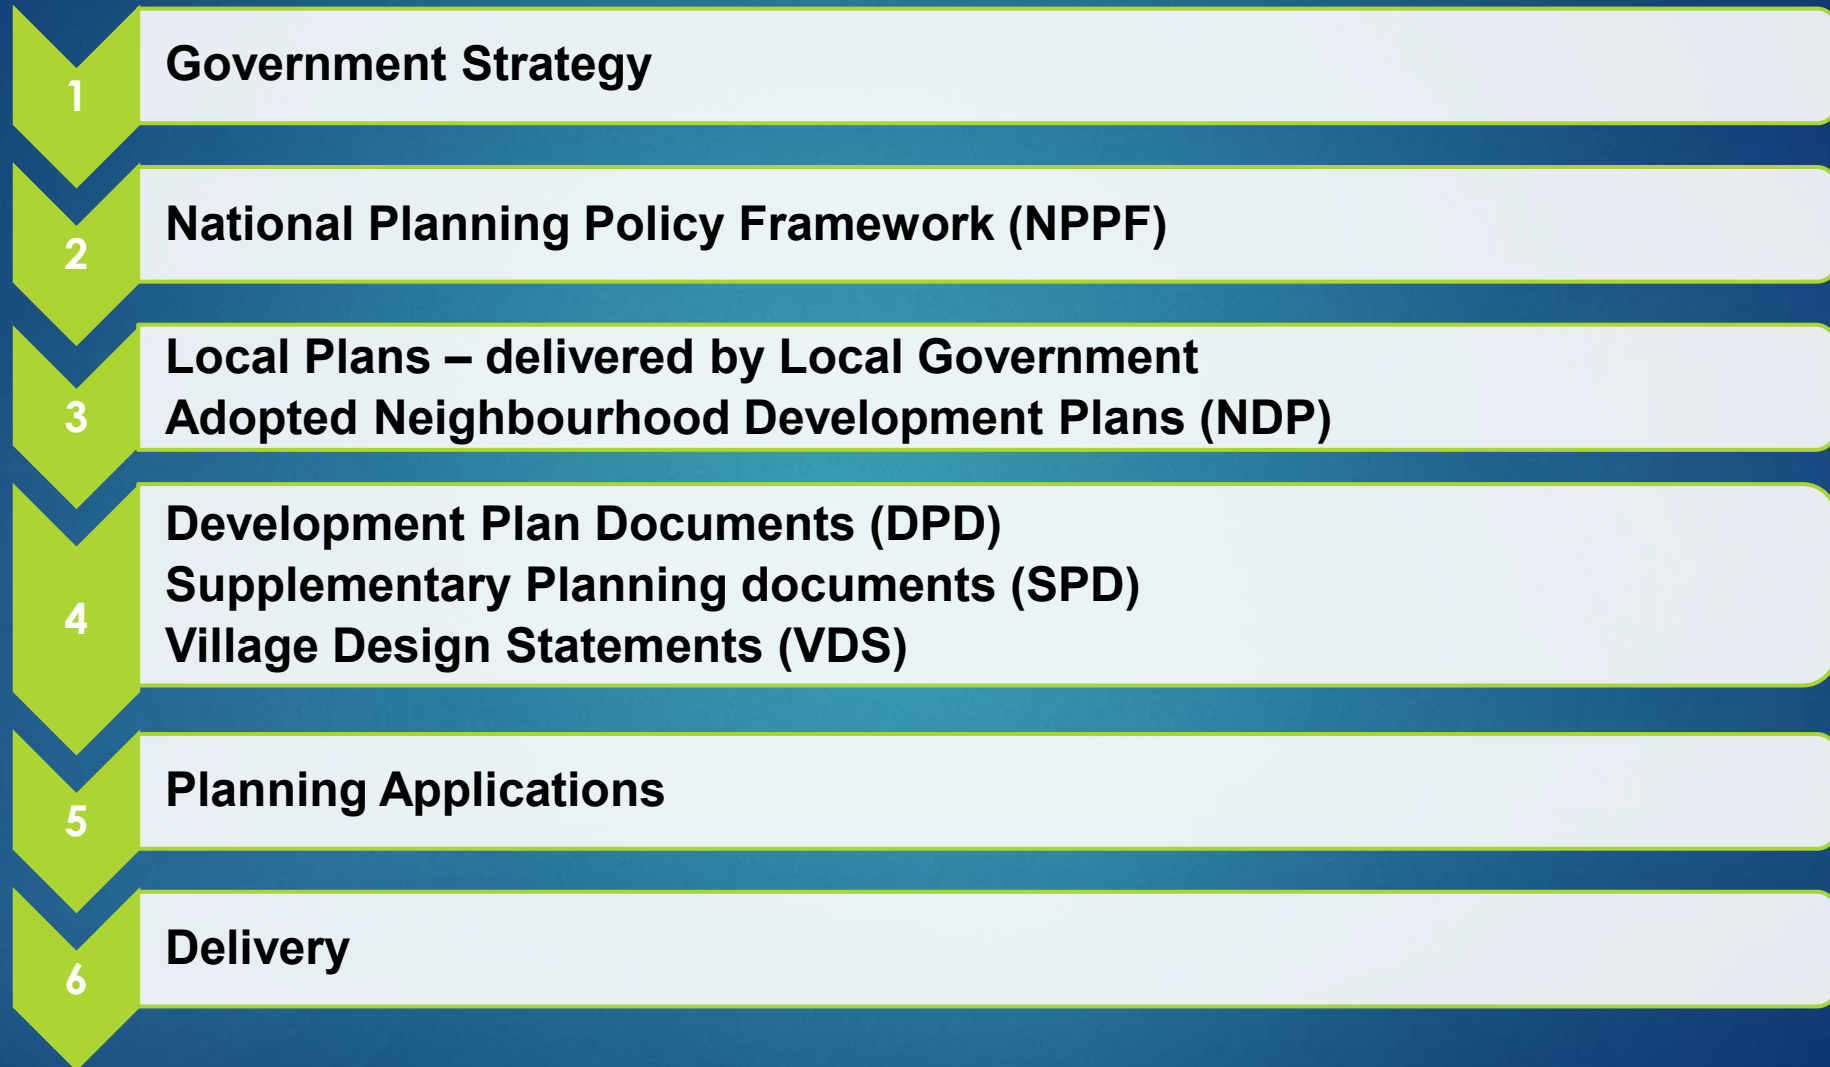 1
Government Strategy
2
National Planning Policy Framework (NPPF)
3
Local Plans – delivered by Local Government
Adopted Neighbourhood Development Plans (NDP)
4
Development Plan Documents (DPD)
Supplementary Planning documents (SPD)
Village Design Statements (VDS)
5
Planning Applications
6
Delivery